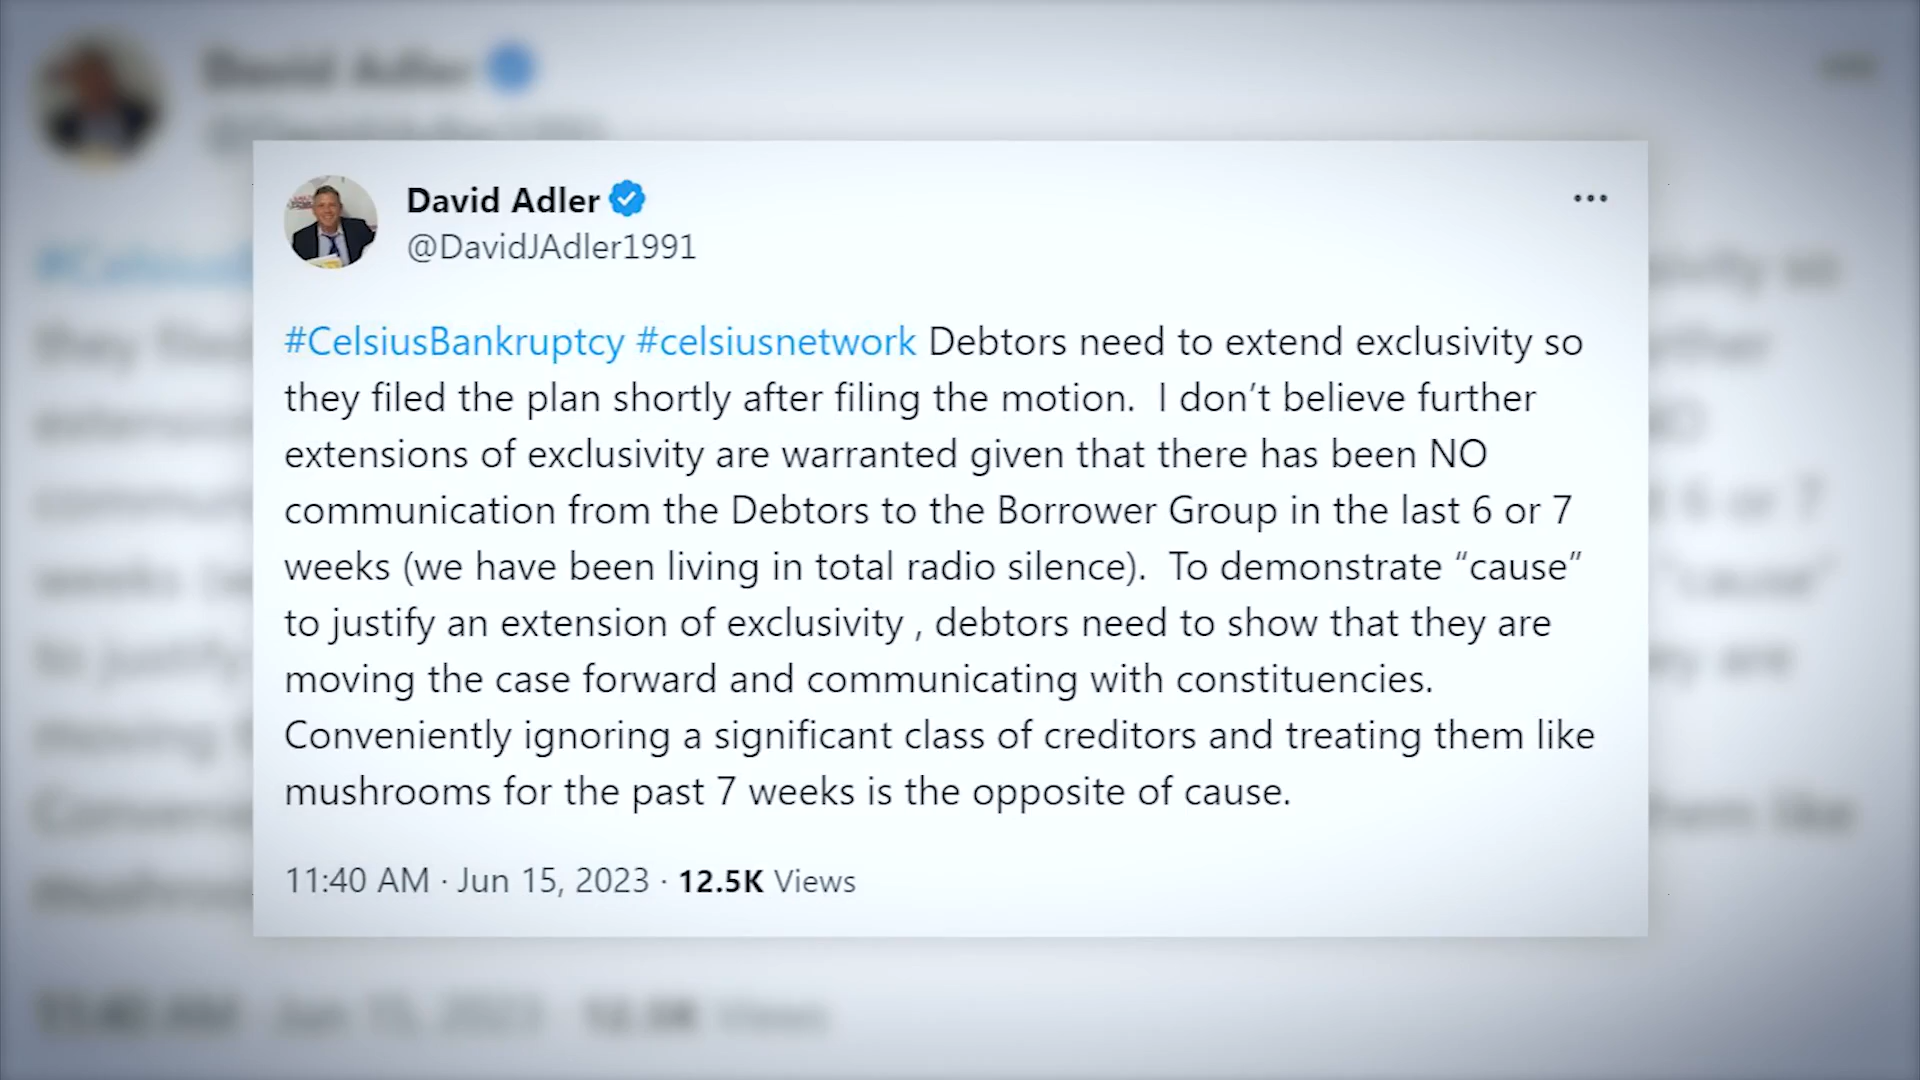 David Adler
@DavidJAdler1991
#CelsiusBankruptcy #celsiusnetwork Debtors need to extend exclusivity so
they filed the plan shortly after filing the motion.  I don’t believe further
extensions of exclusivity are warranted given that there has been NO
communication from the Debtors to the Borrower Group in the last 6 or 7
weeks (we have been living in total radio silence).  To demonstrate “cause”
to justify an extension of exclusivity , debtors need to show that they are
moving the case forward and communicating with constituencies.
Conveniently ignoring a significant class of creditors and treating them like
mushrooms for the past 7 weeks is the opposite of cause.
11:40 AM · Jun 15, 2023 · 12.5K Views